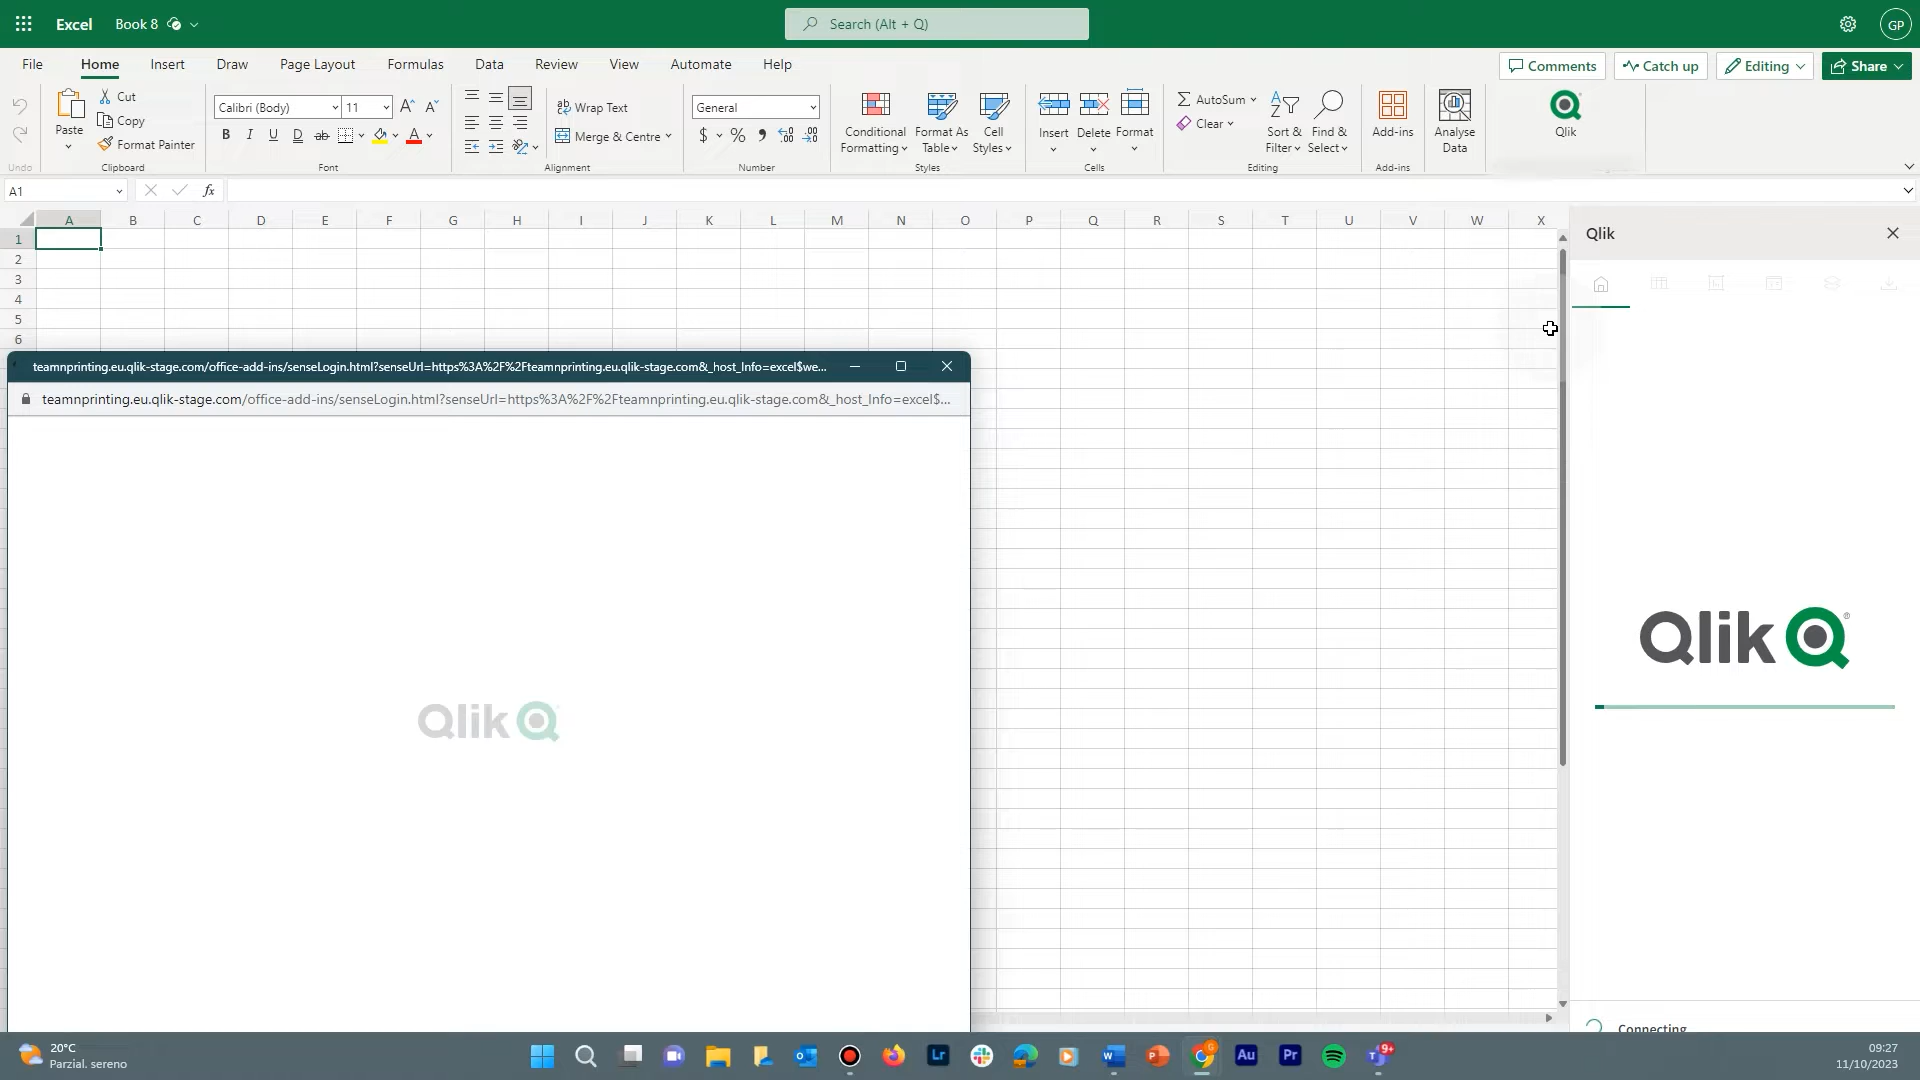 Excel Book 8 Search (Alt + Q) GP
File Home Insert Draw Page Layout Formulas Data Review View Automate Help Comments Catch up Editing Share
Cut
Copy
Format Painter
Paste
Undo Clipboard
Calibri (Body) 11
B I U D ab A
Font
Wrap Text
Merge & Centre
Alignment
General
$ % 9
Number
Conditional Formatting
Format As Table
Cell Styles
Styles
Insert Delete Format
Cells
AutoSum
Clear
Sort & Filter
Find & Select
Editing
Add-ins
Add-ins
Analyse Data
Qlik
A1 fx
A B C D E F G H I J K L M N O P Q R S T U V W X
1
2
3
4
5
6
Qlik
teamnprinting.eu.qlik-stage.com/office-add-ins/senseLogin.html?senseUrl=https%3A%2F%2Fteamnprinting.eu.qlik-stage.com&_host_Info=excel$we...
teamnprinting.eu.qlik-stage.com/office-add-ins/senseLogin.html?senseUrl=https%3A%2F%2Fteamnprinting.eu.qlik-stage.com&_host_Info=excel$...
Qlik
Qlik
Connecting
20°C
Parzial. sereno
Lr Au Pr 9+
09:27
11/10/2023